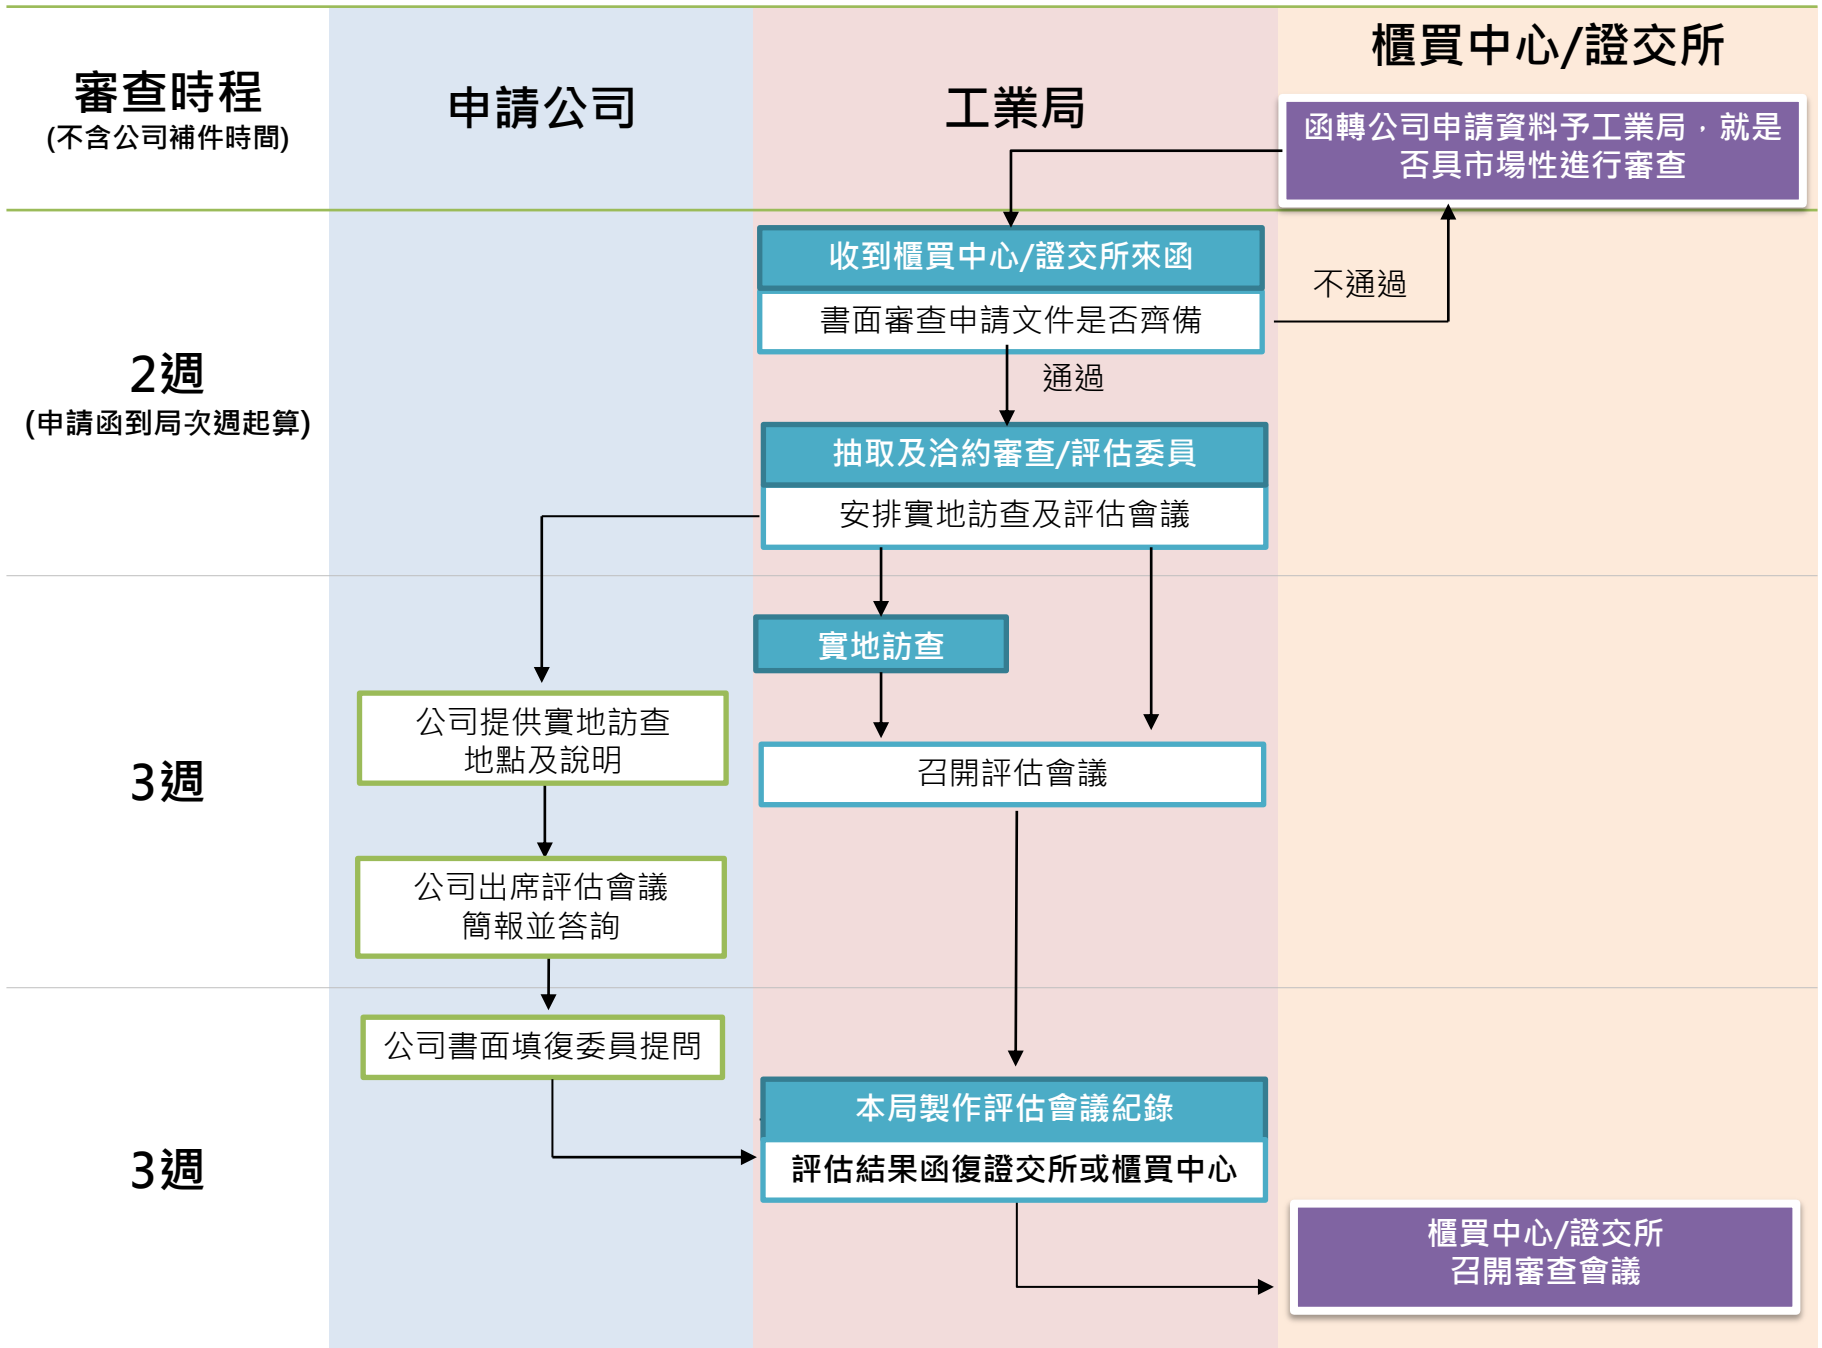 審查時程
(不含公司補件時間)
申請公司
工業局
櫃買中心/證交所
函轉公司申請資料予工業局，就是
否具市場性進行審查
2週
(申請函到局次週起算)
收到櫃買中心/證交所來函
書面審查申請文件是否齊備
不通過
通過
抽取及洽約審查/評估委員
安排實地訪查及評估會議
3週
實地訪查
公司提供實地訪查
地點及說明
召開評估會議
公司出席評估會議
簡報並答詢
3週
公司書面填復委員提問
本局製作評估會議紀錄
評估結果函復證交所或櫃買中心
櫃買中心/證交所
召開審查會議